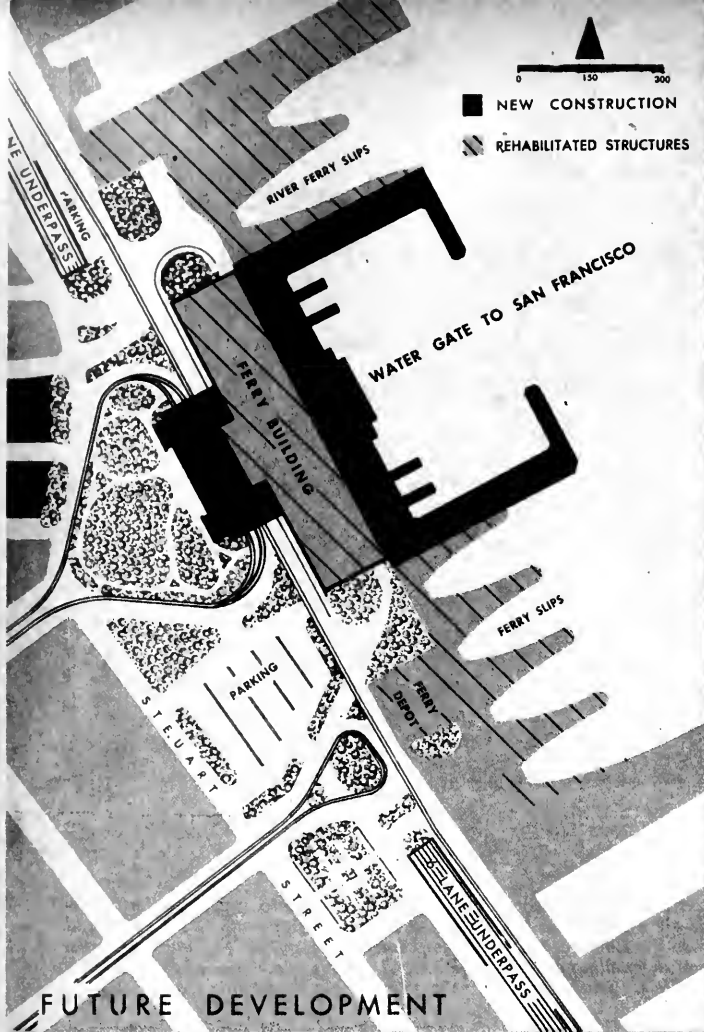 0 150 300
NEW CONSTRUCTION
REHABILITATED STRUCTURES
NE UNDERPASS
PARKING
RIVER FERRY SLIPS
WATER GATE TO SAN FRANCISCO
FERRY BUILDING
FERRY SLIPS
PARKING
FERRY
DEPOT
STEUART STREET
6 LANE UNDERPASS
FUTURE DEVELOPMENT